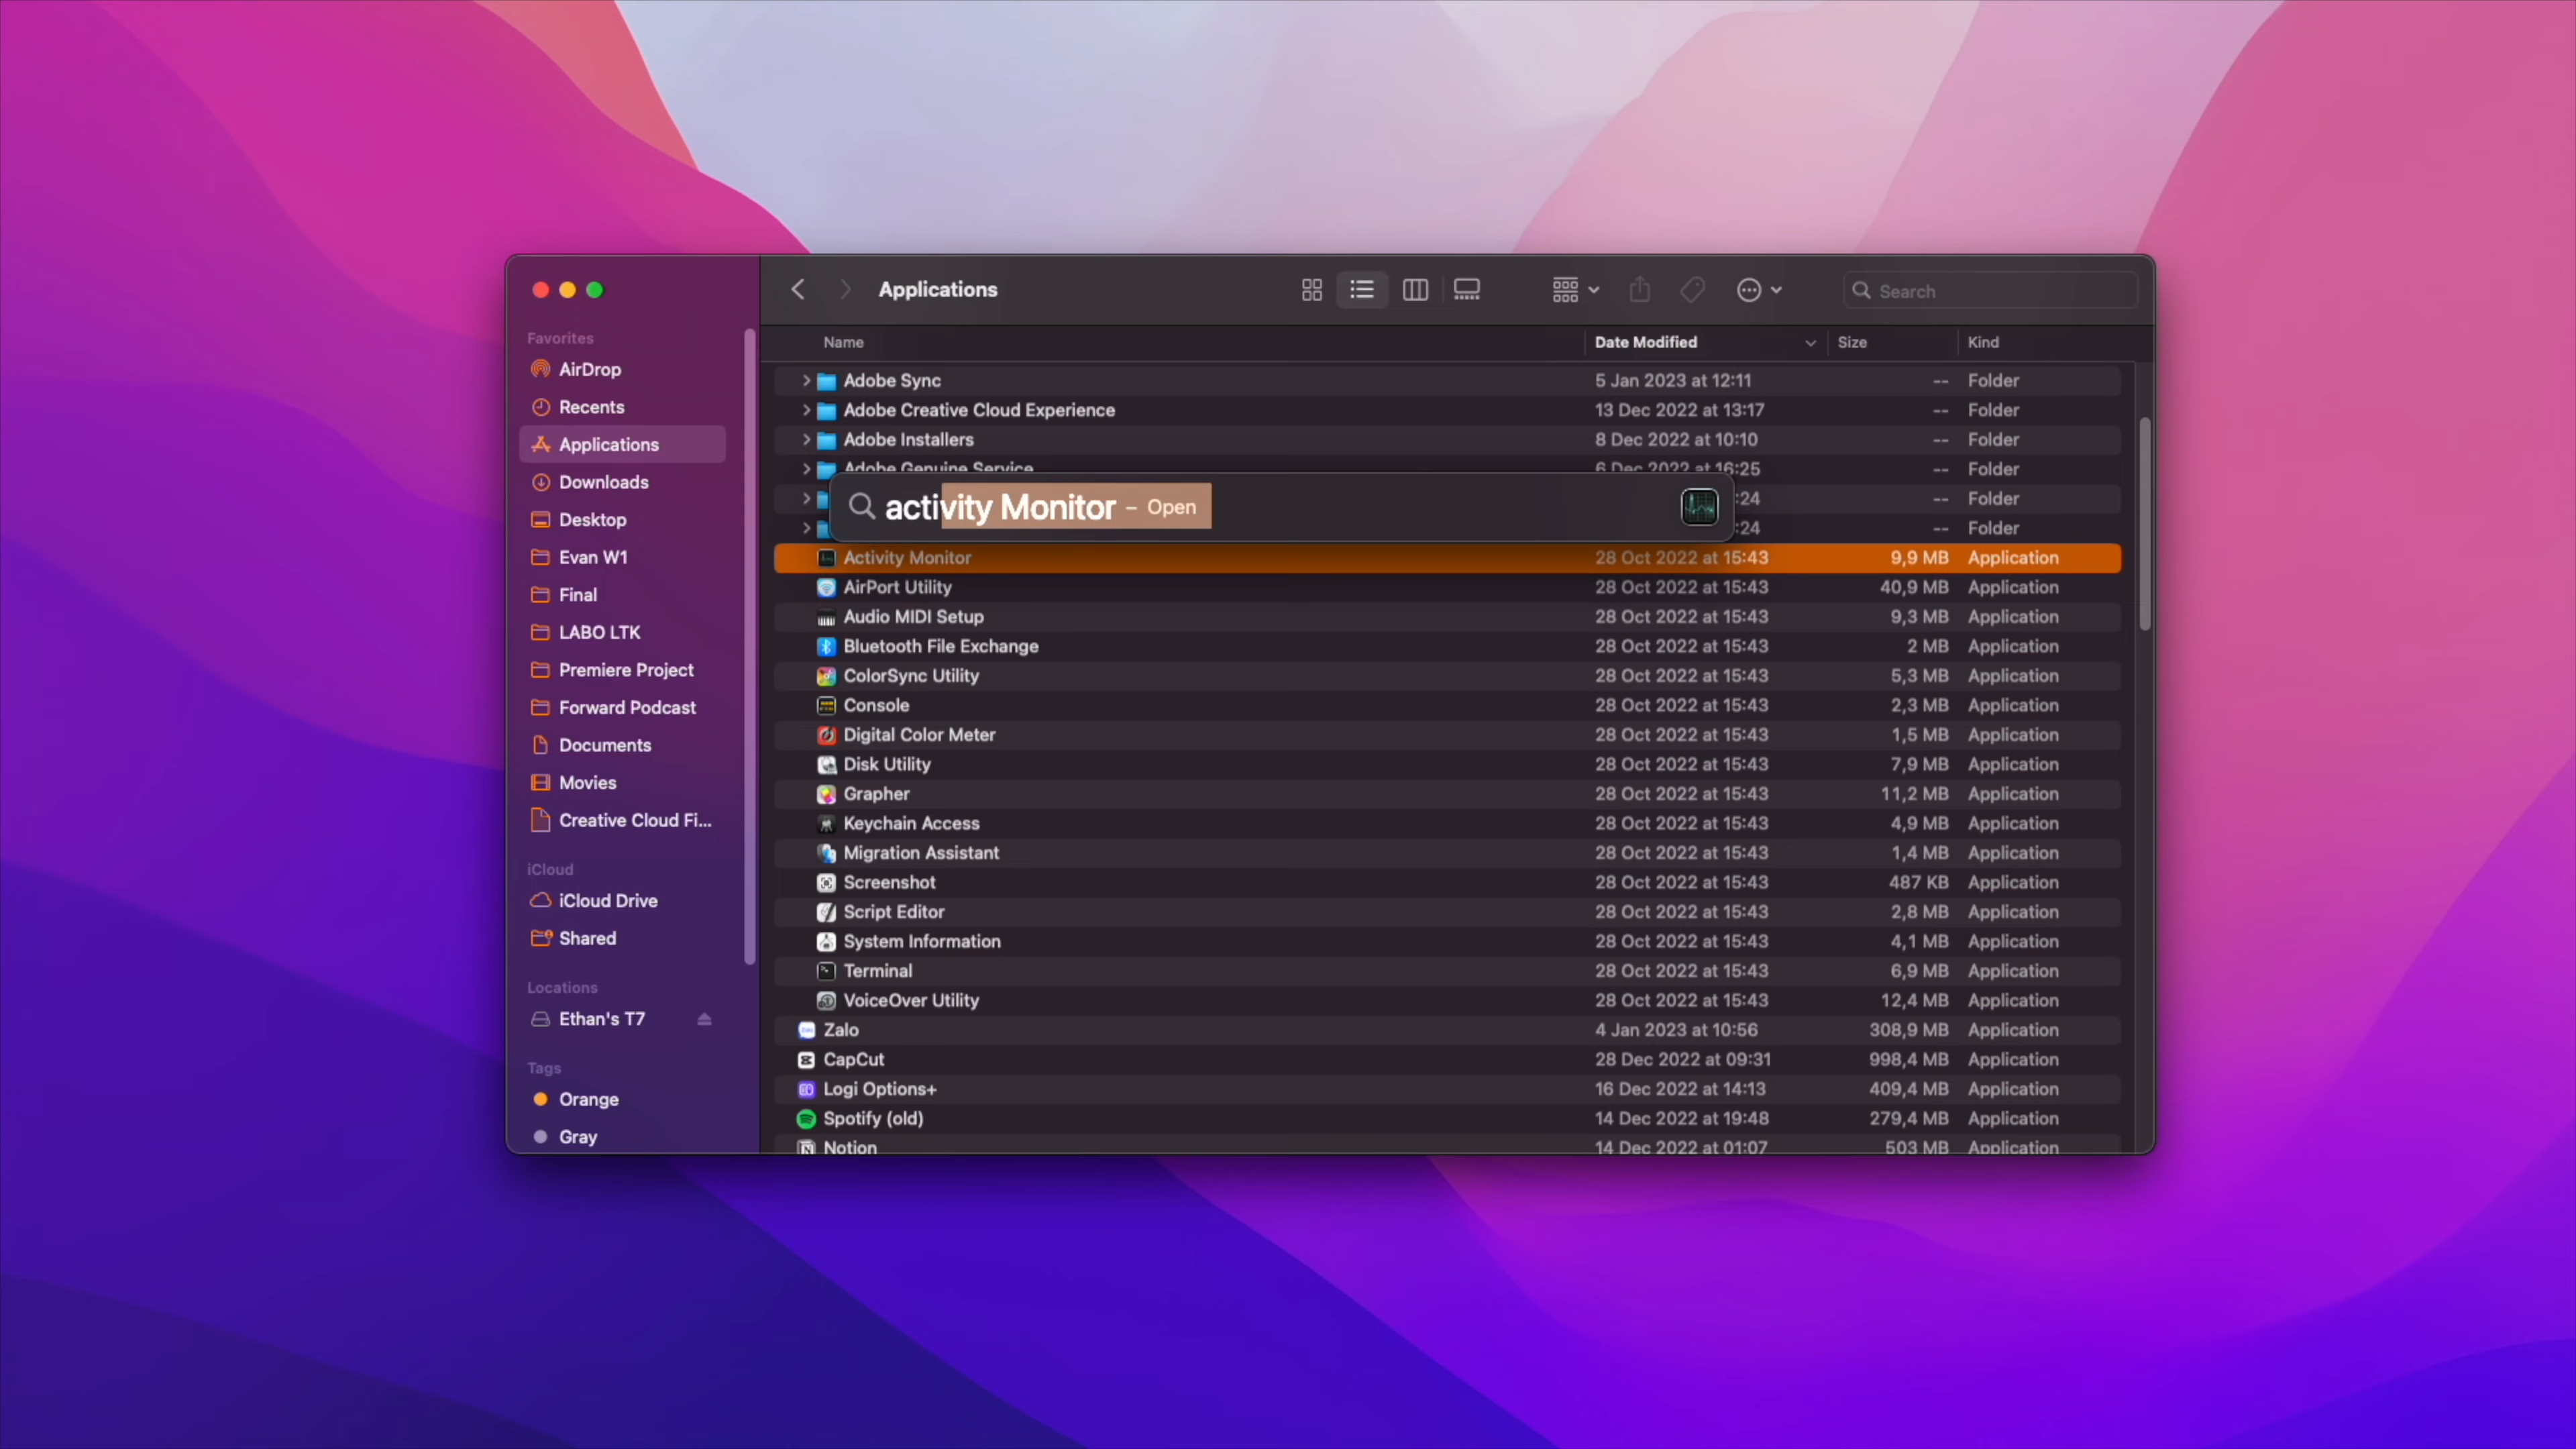 Applications
Search
Favorites
AirDrop
Recents
Applications
Downloads
Desktop
Evan W1
Final
LABO LTK
Premiere Project
Forward Podcast
Documents
Movies
Creative Cloud Fi...
iCloud
iCloud Drive
Shared
Locations
Ethan's T7
Tags
Orange
Gray
Name Date Modified Size Kind
Adobe Sync 5 Jan 2023 at 12:11 -- Folder
Adobe Creative Cloud Experience 13 Dec 2022 at 13:17 -- Folder
Adobe Installers 8 Dec 2022 at 10:10 -- Folder
Adobe Genuine Service 6 Dec 2022 at 16:25 -- Folder
:24 -- Folder
activity Monitor – Open
:24 -- Folder
Activity Monitor 28 Oct 2022 at 15:43 9,9 MB Application
AirPort Utility 28 Oct 2022 at 15:43 40,9 MB Application
Audio MIDI Setup 28 Oct 2022 at 15:43 9,3 MB Application
Bluetooth File Exchange 28 Oct 2022 at 15:43 2 MB Application
ColorSync Utility 28 Oct 2022 at 15:43 5,3 MB Application
Console 28 Oct 2022 at 15:43 2,3 MB Application
Digital Color Meter 28 Oct 2022 at 15:43 1,5 MB Application
Disk Utility 28 Oct 2022 at 15:43 7,9 MB Application
Grapher 28 Oct 2022 at 15:43 11,2 MB Application
Keychain Access 28 Oct 2022 at 15:43 4,9 MB Application
Migration Assistant 28 Oct 2022 at 15:43 1,4 MB Application
Screenshot 28 Oct 2022 at 15:43 487 KB Application
Script Editor 28 Oct 2022 at 15:43 2,8 MB Application
System Information 28 Oct 2022 at 15:43 4,1 MB Application
Terminal 28 Oct 2022 at 15:43 6,9 MB Application
VoiceOver Utility 28 Oct 2022 at 15:43 12,4 MB Application
Zalo 4 Jan 2023 at 10:56 308,9 MB Application
CapCut 28 Dec 2022 at 09:31 998,4 MB Application
Logi Options+ 16 Dec 2022 at 14:13 409,4 MB Application
Spotify (old) 14 Dec 2022 at 19:48 279,4 MB Application
Notion 14 Dec 2022 at 01:07 503 MB Application